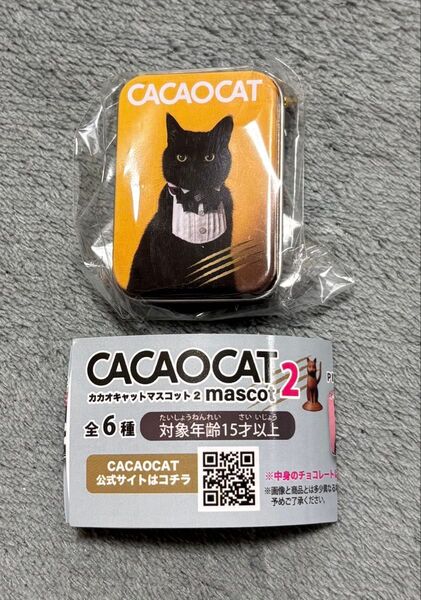 CACAOCAT
CACAOCAT
カカオキャットマスコット2 mascot 2
全6種
たいしょうねんれい さい いじょう
対象年齢15才以上
CACAOCAT
公式サイトはコチラ
※中身のチョコレート
※画像と商品とは多少異なる
予めご了承ください。